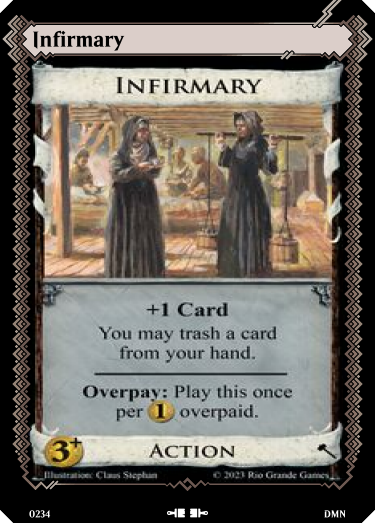 Infirmary
INFIRMARY
+1 Card
You may trash a card
from your hand.
Overpay: Play this once
per 1 overpaid.
3+
ACTION
Illustration: Claus Stephan
© 2023 Rio Grande Games
0234
DMN